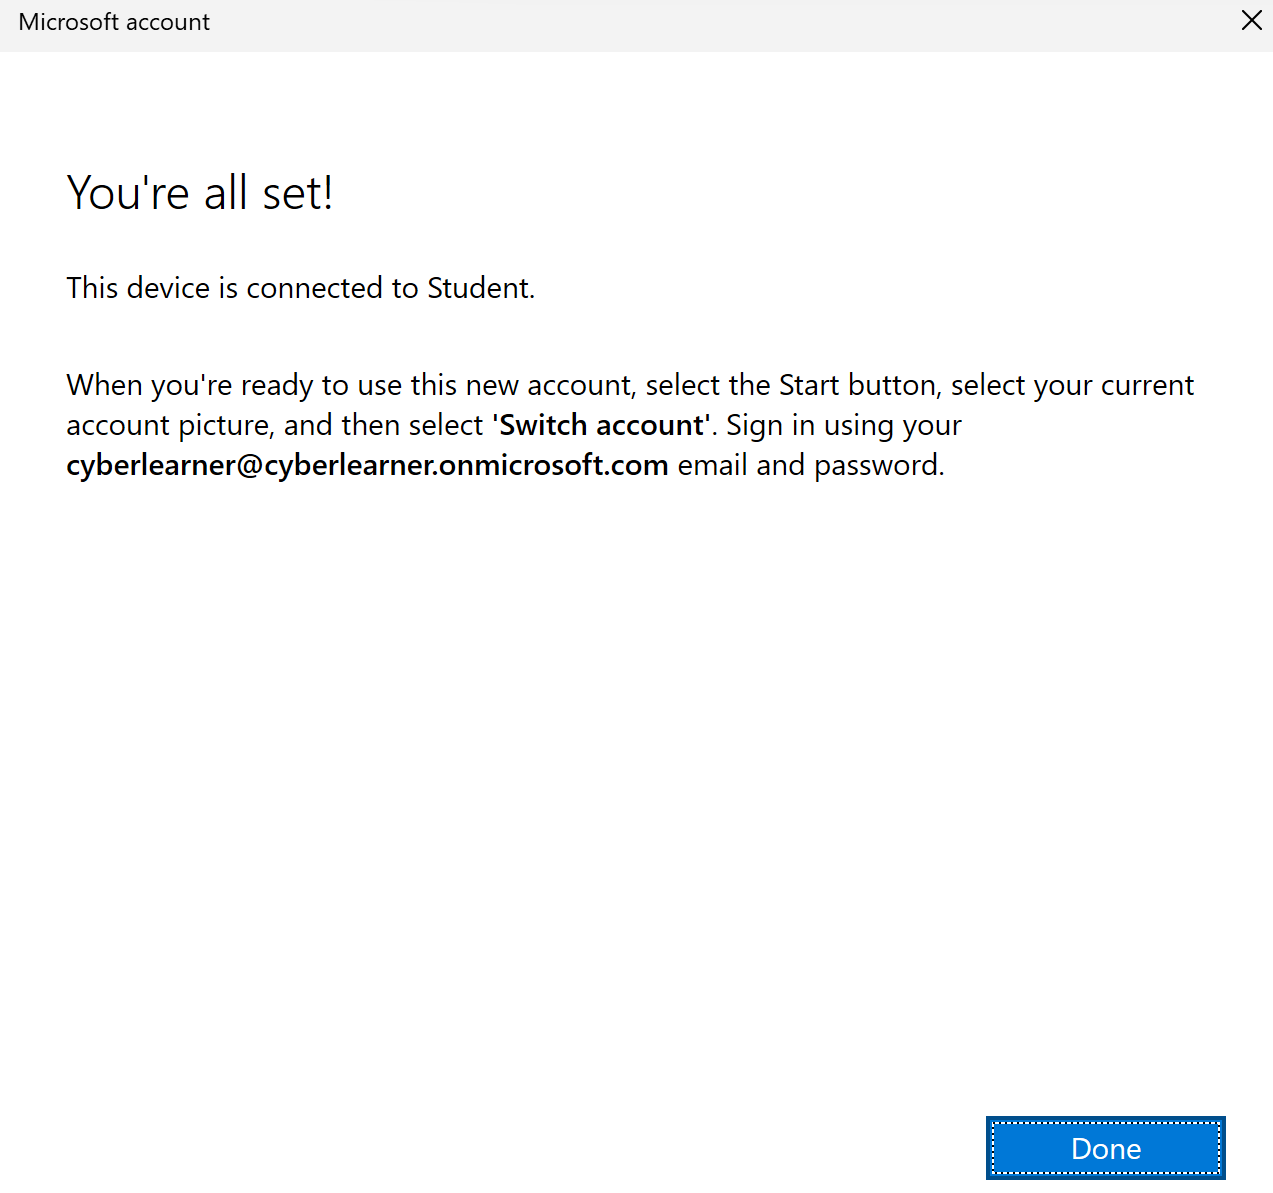 Microsoft account
You're all set!
This device is connected to Student.
When you're ready to use this new account, select the Start button, select your current
account picture, and then select 'Switch account'. Sign in using your
cyberlearner@cyberlearner.onmicrosoft.com email and password.
Done